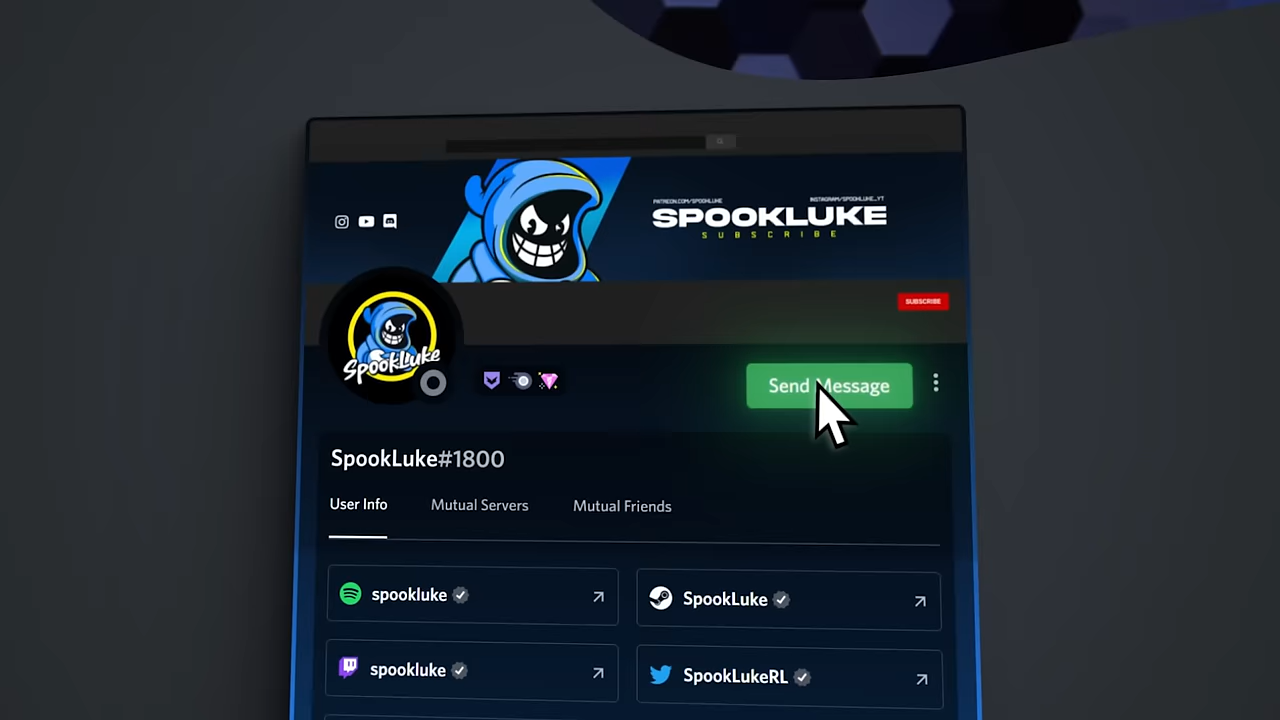 PATREON.COM/SPOOKLUKE
INSTAGRAM/SPOOKLUKE_YT
SPOOKLUKE
SUBSCRIBE
SUBSCRIBE
SpookLuke
Send Message
SpookLuke#1800
User Info
Mutual Servers
Mutual Friends
spookluke
SpookLuke
spookluke
SpookLukeRL